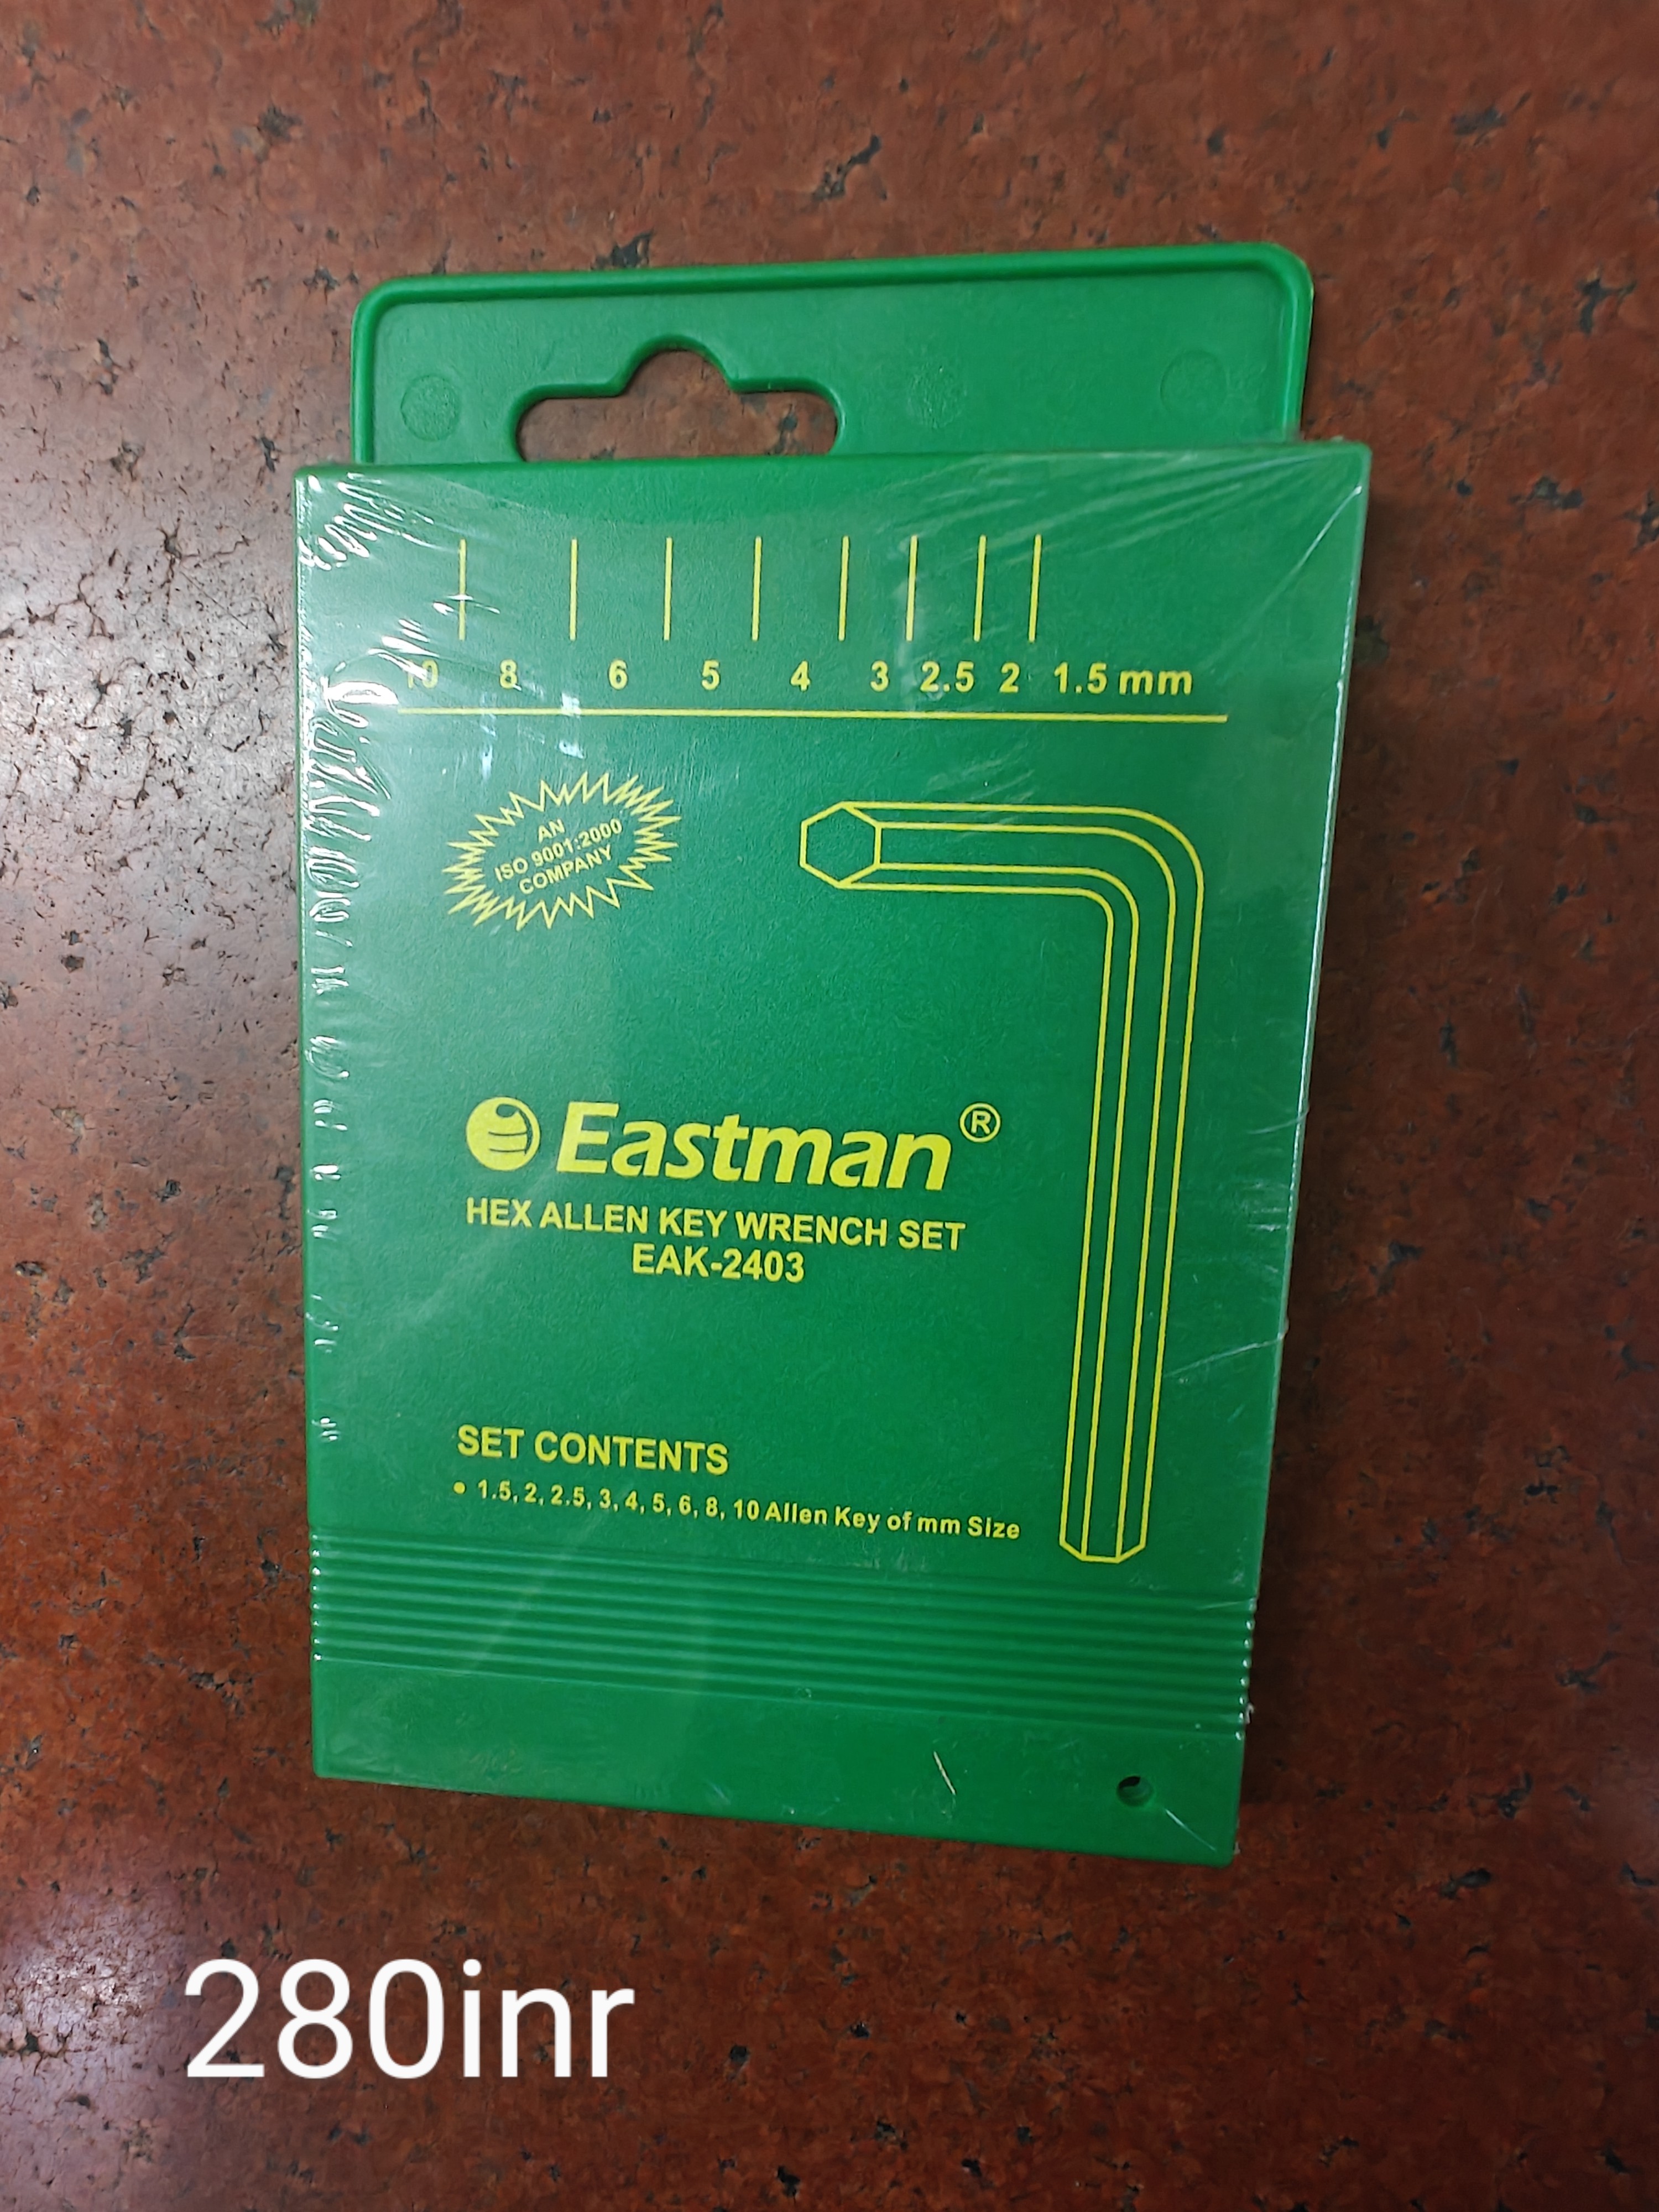 10 8 6 5 4 3 2.5 2 1.5 mm
AN
ISO 9001:2000
COMPANY
Eastman®
HEX ALLEN KEY WRENCH SET
EAK-2403
SET CONTENTS
• 1.5, 2, 2.5, 3, 4, 5, 6, 8, 10 Allen Key of mm Size
280inr